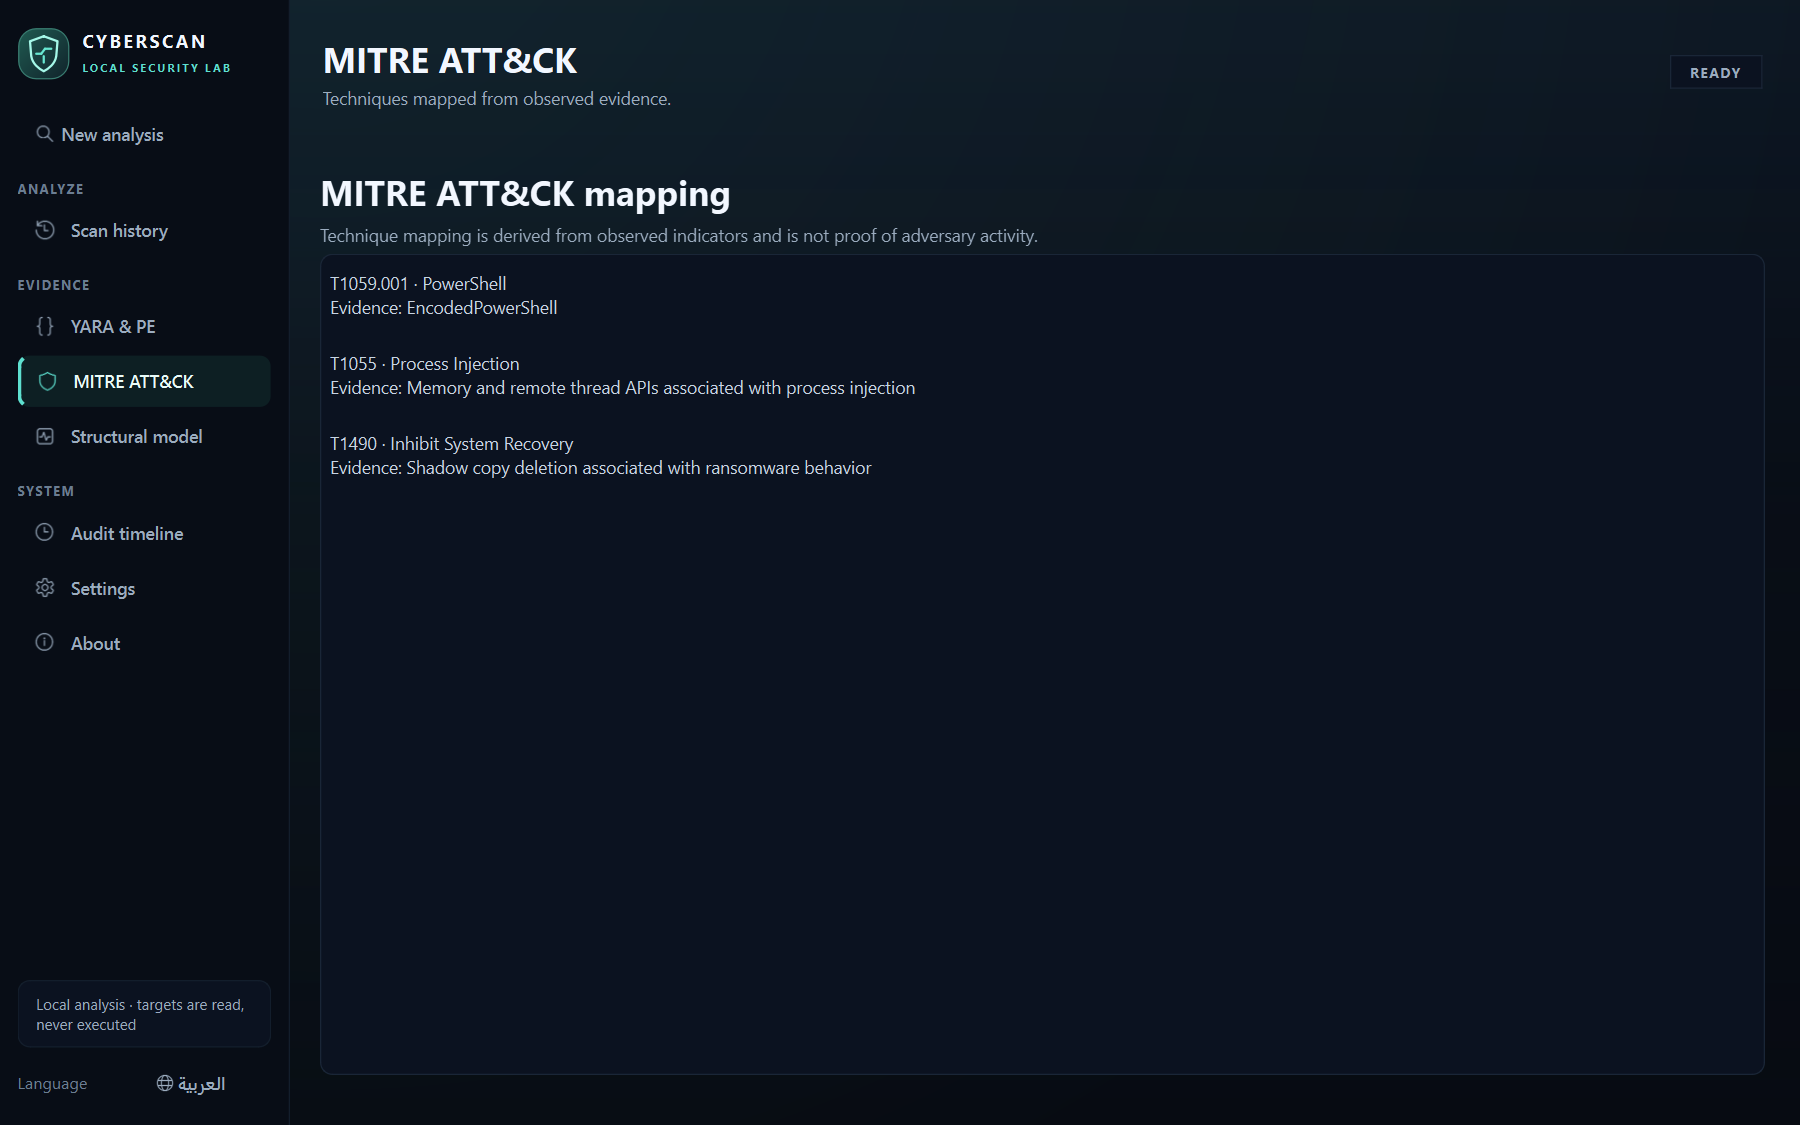 CYBERSCAN
LOCAL SECURITY LAB
New analysis
ANALYZE
Scan history
EVIDENCE
YARA & PE
MITRE ATT&CK
Structural model
SYSTEM
Audit timeline
Settings
About
Local analysis · targets are read,
never executed
Language
العربية
MITRE ATT&CK
Techniques mapped from observed evidence.
READY
MITRE ATT&CK mapping
Technique mapping is derived from observed indicators and is not proof of adversary activity.
T1059.001 · PowerShell
Evidence: EncodedPowerShell
T1055 · Process Injection
Evidence: Memory and remote thread APIs associated with process injection
T1490 · Inhibit System Recovery
Evidence: Shadow copy deletion associated with ransomware behavior